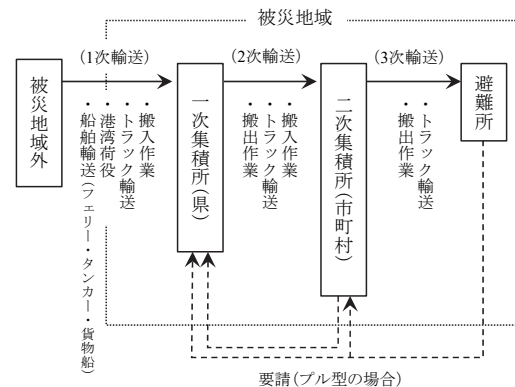 被災地域
(1次輸送)
(2次輸送)
(3次輸送)
被災地域外
・搬入作業
・トラック輸送
・港湾荷役
・船舶輸送(フェリー・タンカー・貨物船)
一次集積所(県)
・搬入作業
・トラック輸送
・搬出作業
二次集積所(市町村)
・トラック輸送
・搬出作業
避難所
要請(プル型の場合)